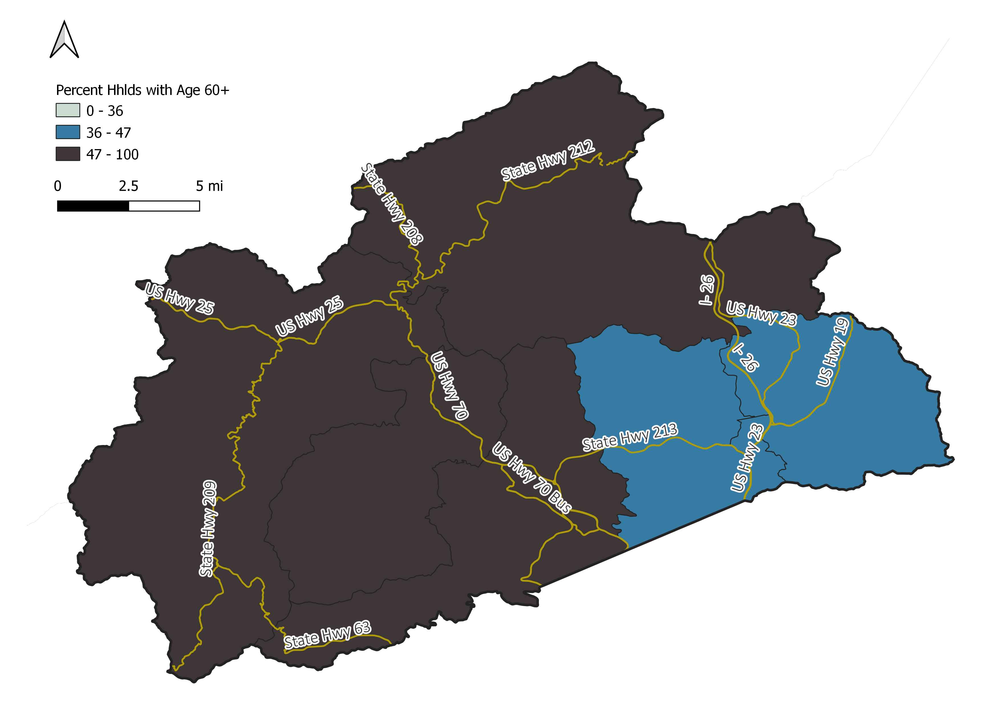 Percent Hhlds with Age 60+
0 - 36
36 - 47
47 - 100
0 2.5 5 mi
State Hwy 212
State Hwy 208
I- 26
US Hwy 25
US Hwy 25
US Hwy 23
US Hwy 19
I- 26
US Hwy 70
State Hwy 213
US Hwy 23
US Hwy 70 Bus
State Hwy 209
State Hwy 63